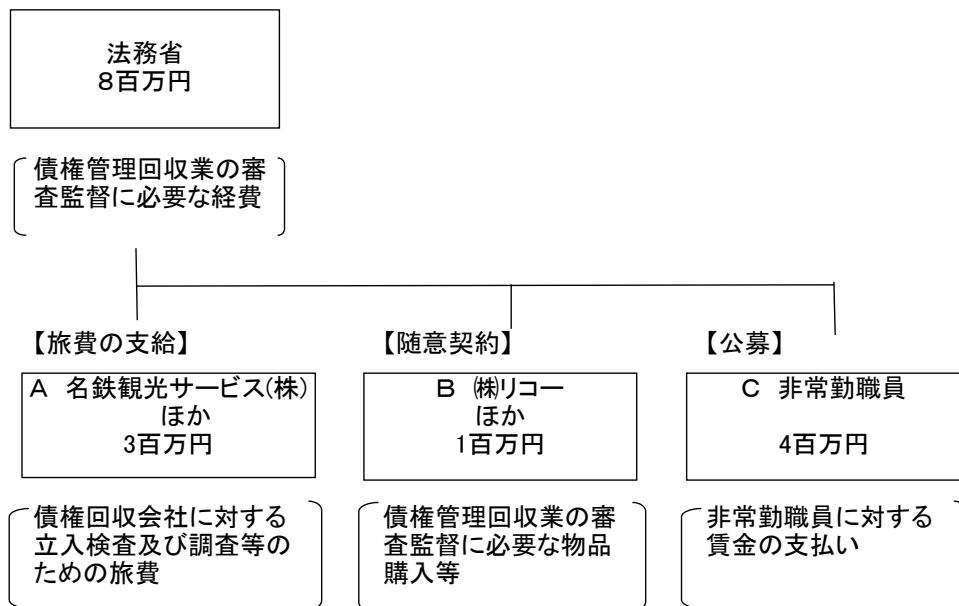 法務省
８百万円
債権管理回収業の審
査監督に必要な経費
【旅費の支給】
【随意契約】
【公募】
Ａ　名鉄観光サービス(株)
ほか
3百万円
Ｂ　㈱リコー
ほか
1百万円
Ｃ　非常勤職員
4百万円
債権回収会社に対する
立入検査及び調査等の
ための旅費
債権管理回収業の審
査監督に必要な物品
購入等
非常勤職員に対する
賃金の支払い